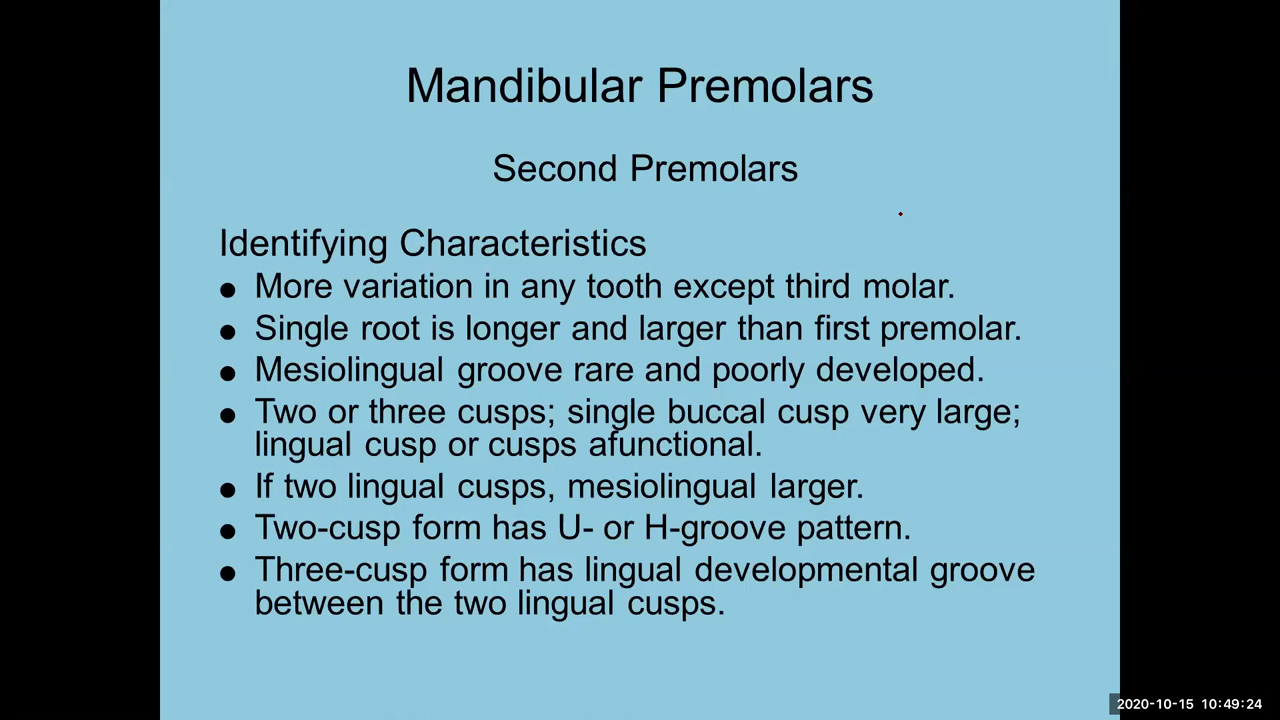 Mandibular Premolars
Second Premolars
Identifying Characteristics
● More variation in any tooth except third molar.
● Single root is longer and larger than first premolar.
● Mesiolingual groove rare and poorly developed.
● Two or three cusps; single buccal cusp very large;
lingual cusp or cusps afunctional.
● If two lingual cusps, mesiolingual larger.
● Two-cusp form has U- or H-groove pattern.
● Three-cusp form has lingual developmental groove
between the two lingual cusps.
2020-10-15 10:49:24